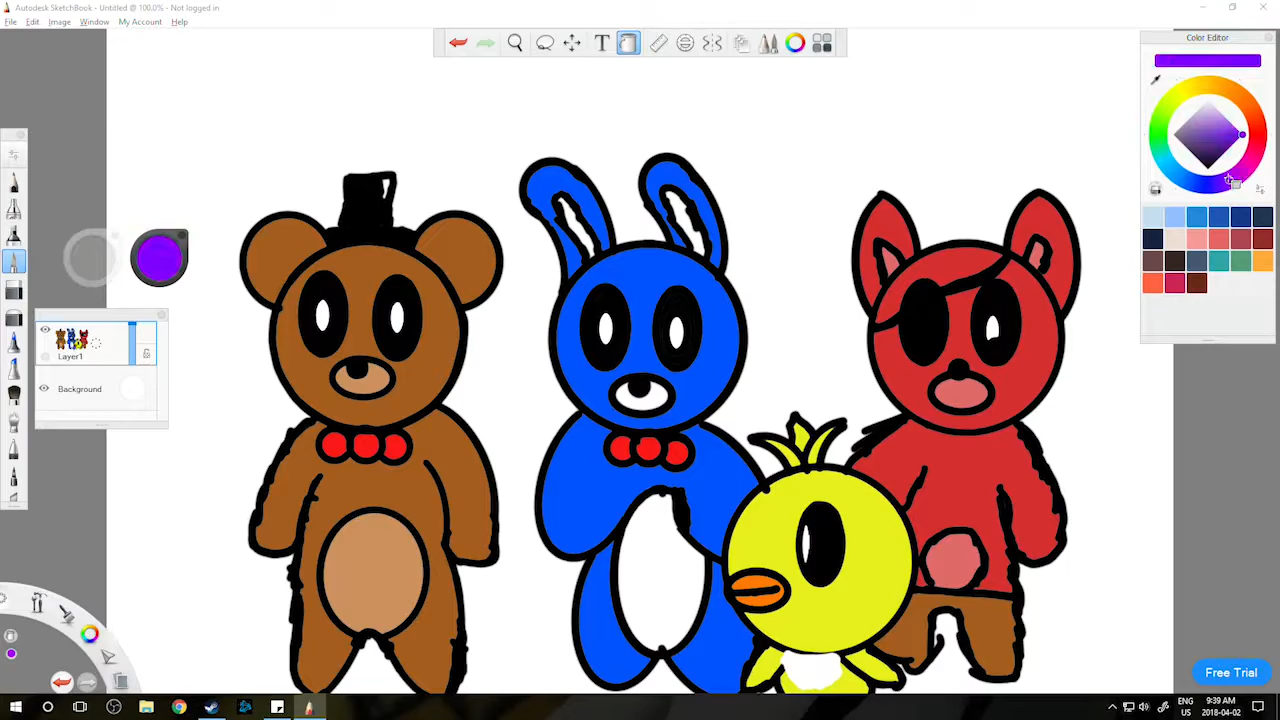 Autodesk SketchBook - Untitled @ 100.0% - Not logged in
File Edit Image Window My Account Help
T
Color Editor
Layer1
Background
Free Trial
ENG
US
9:39 AM
2018-04-02